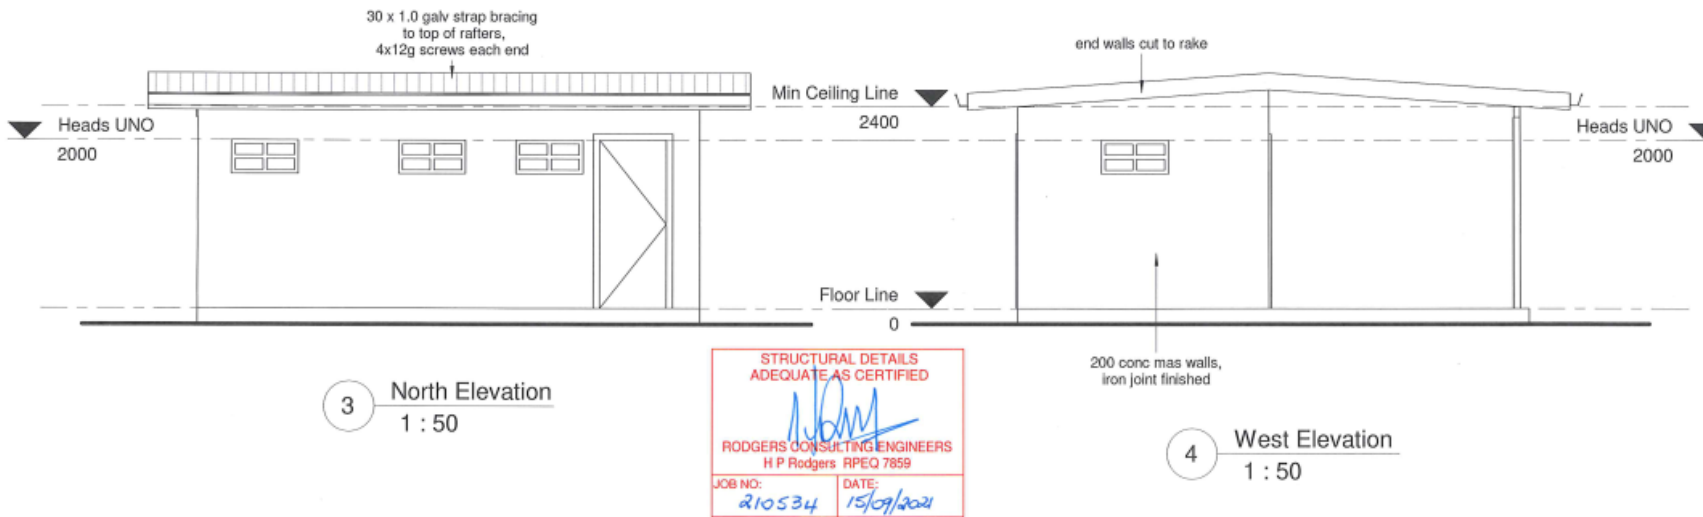 30 x 1.0 galv strap bracing
to top of rafters,
4x12g screws each end
end walls cut to rake
Min Ceiling Line
2400
Heads UNO
2000
Heads UNO
2000
Floor Line
0
200 conc mas walls,
iron joint finished
3
North Elevation
1 : 50
STRUCTURAL DETAILS
ADEQUATE AS CERTIFIED
RODGERS CONSULTING ENGINEERS
H P Rodgers RPEQ 7859
JOB NO:
210534
DATE:
15/09/2021
4
West Elevation
1 : 50